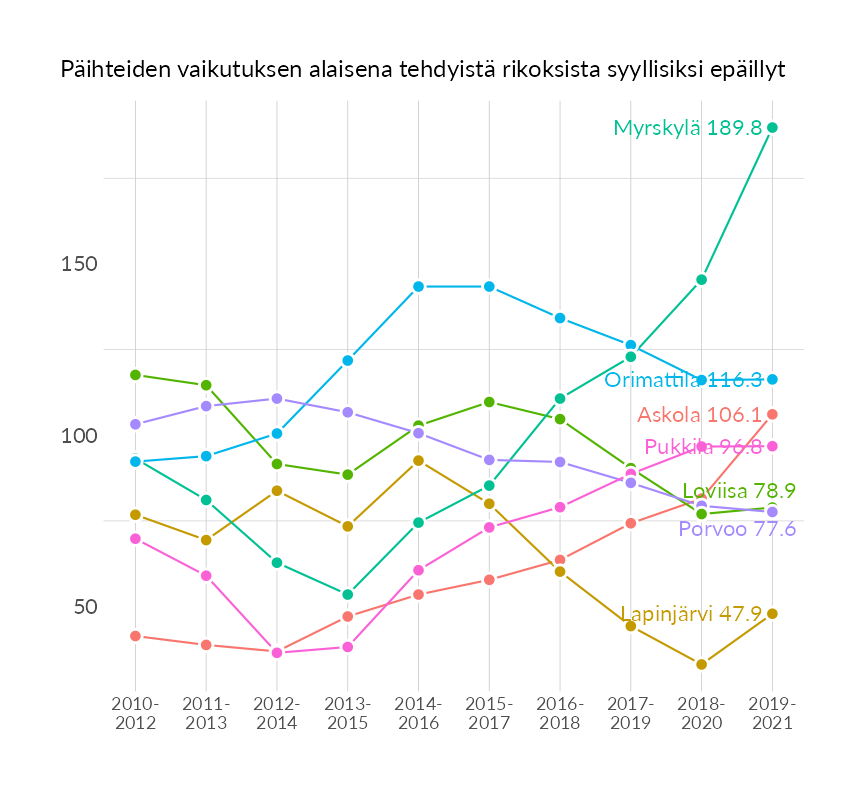 Päihteiden vaikutuksen alaisena tehdyistä rikoksista syyllisiksi epäillyt
Myrskylä 189.8
150
Orimattila 116.3
Askola 106.1
100
Pukkila 96.8
Loviisa 78.9
Porvoo 77.6
50
Lapinjärvi 47.9
2010-
2012
2011-
2013
2012-
2014
2013-
2015
2014-
2016
2015-
2017
2016-
2018
2017-
2019
2018-
2020
2019-
2021